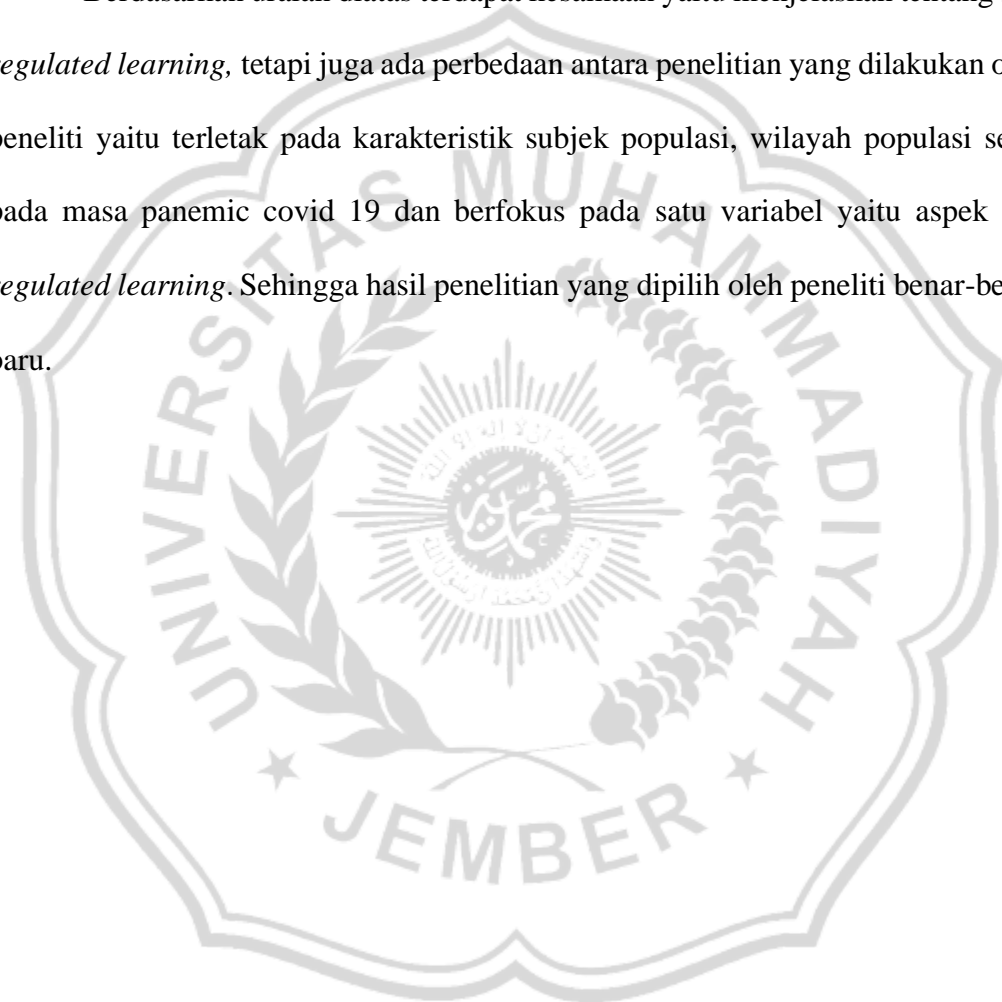 Berdasarkan uraian diatas terdapat kesamaan yaitu menjelaskan tentang
regulated learning, tetapi juga ada perbedaan antara penelitian yang dilakukan o
peneliti yaitu terletak pada karakteristik subjek populasi, wilayah populasi se
pada masa panemic covid 19 dan berfokus pada satu variabel yaitu aspek
regulated learning. Sehingga hasil penelitian yang dipilih oleh peneliti benar-be
baru.
UNIVERSITAS MUHAMMADIYAH
JEMBER